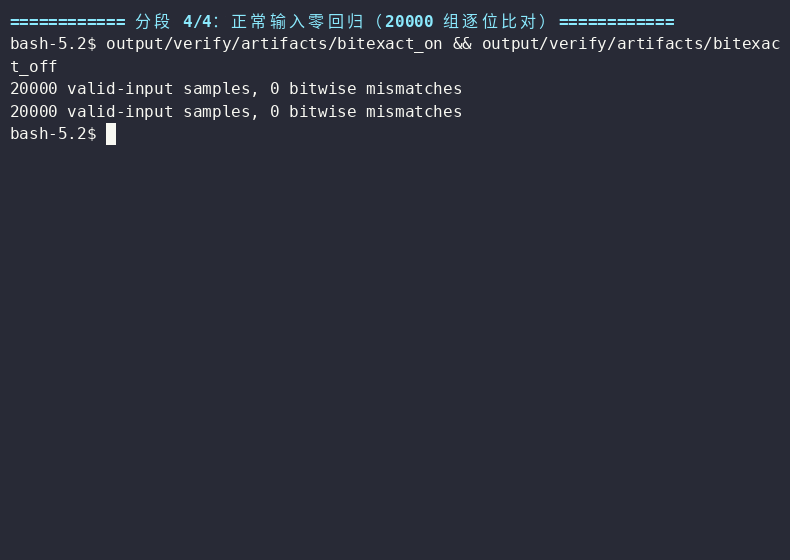 ============ 分段 4/4: 正常输入零回归（20000 组逐位比对）============
bash-5.2$ output/verify/artifacts/bitexact_on && output/verify/artifacts/bitexac
t_off
20000 valid-input samples, 0 bitwise mismatches
20000 valid-input samples, 0 bitwise mismatches
bash-5.2$